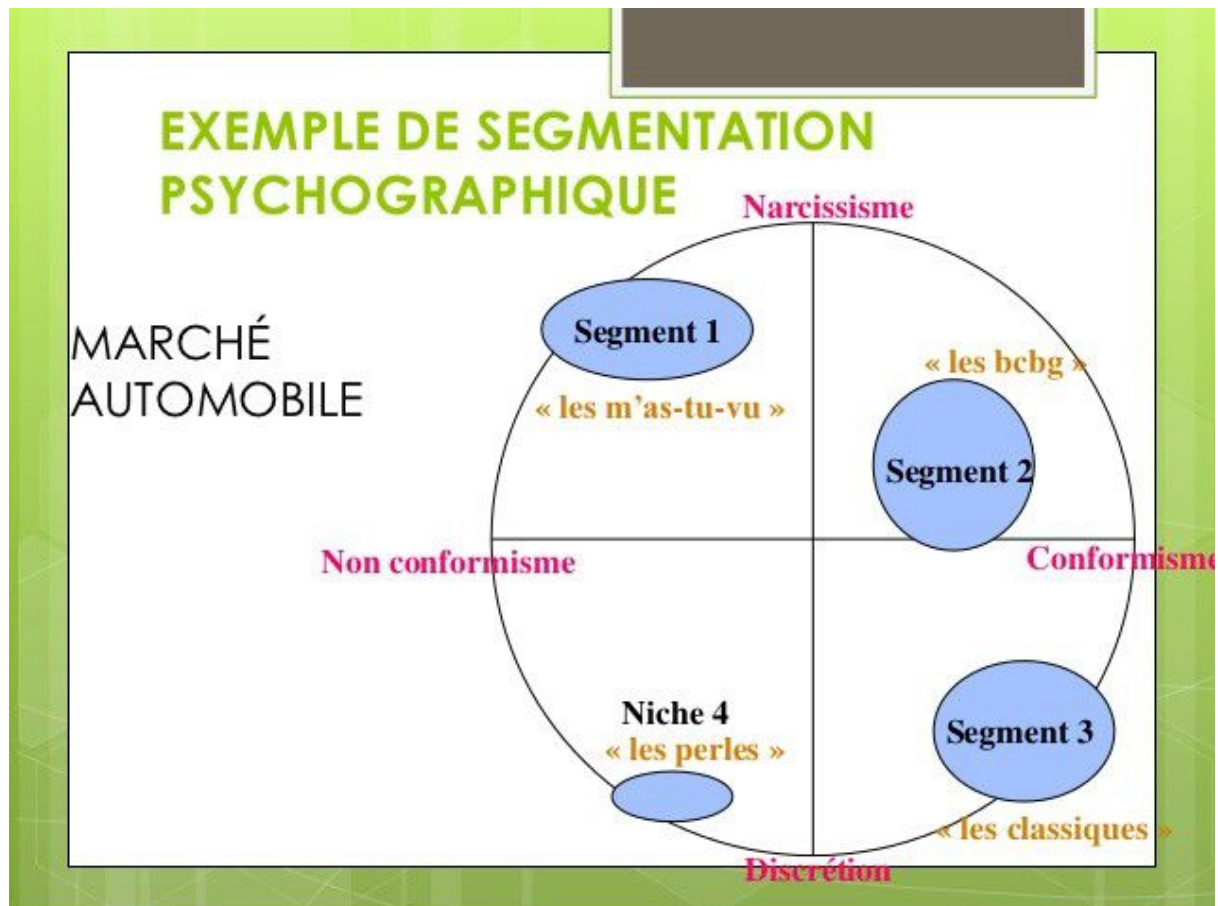 EXEMPLE DE SEGMENTATION
PSYCHOGRAPHIQUE
Narcissisme
MARCHÉ
AUTOMOBILE
Segment 1
« les m'as-tu-vu »
« les bcbg »
Segment 2
Non conformisme
Conformisme
Niche 4
« les perles »
Segment 3
« les classiques »
Discrétion